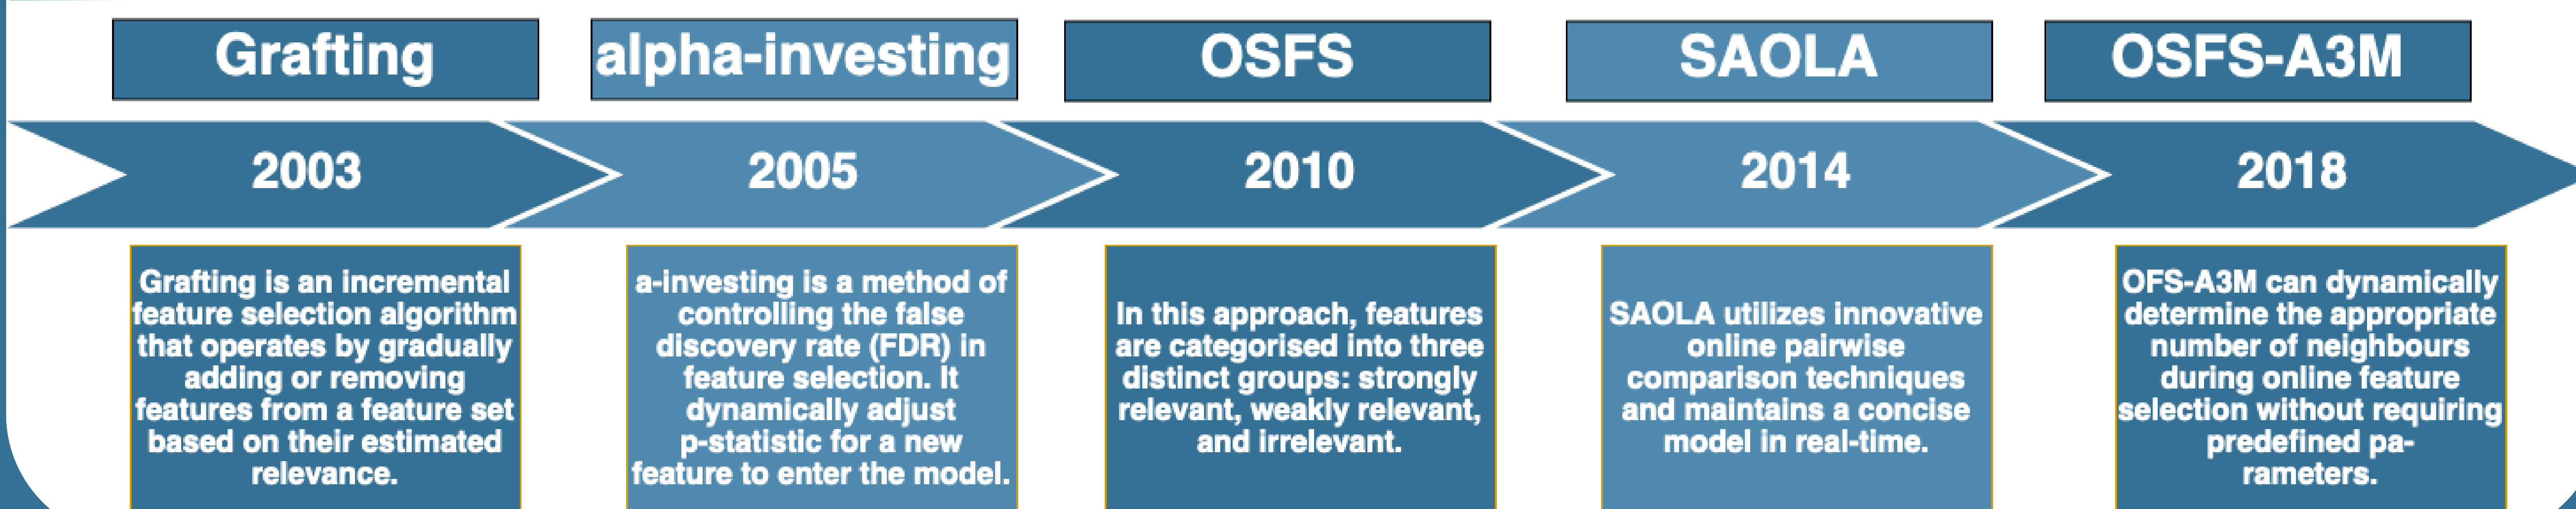 Grafting
alpha-investing
OSFS
SAOLA
OSFS-A3M
2003
2005
2010
2014
2018
Grafting is an incremental
feature selection algorithm
that operates by gradually
adding or removing
features from a feature set
based on their estimated
relevance.
a-investing is a method of
controlling the false
discovery rate (FDR) in
feature selection. It
dynamically adjust
p-statistic for a new
feature to enter the model.
In this approach, features
are categorised into three
distinct groups: strongly
relevant, weakly relevant,
and irrelevant.
SAOLA utilizes innovative
online pairwise
comparison techniques
and maintains a concise
model in real-time.
OFS-A3M can dynamically
determine the appropriate
number of neighbours
during online feature
selection without requiring
predefined pa-
rameters.